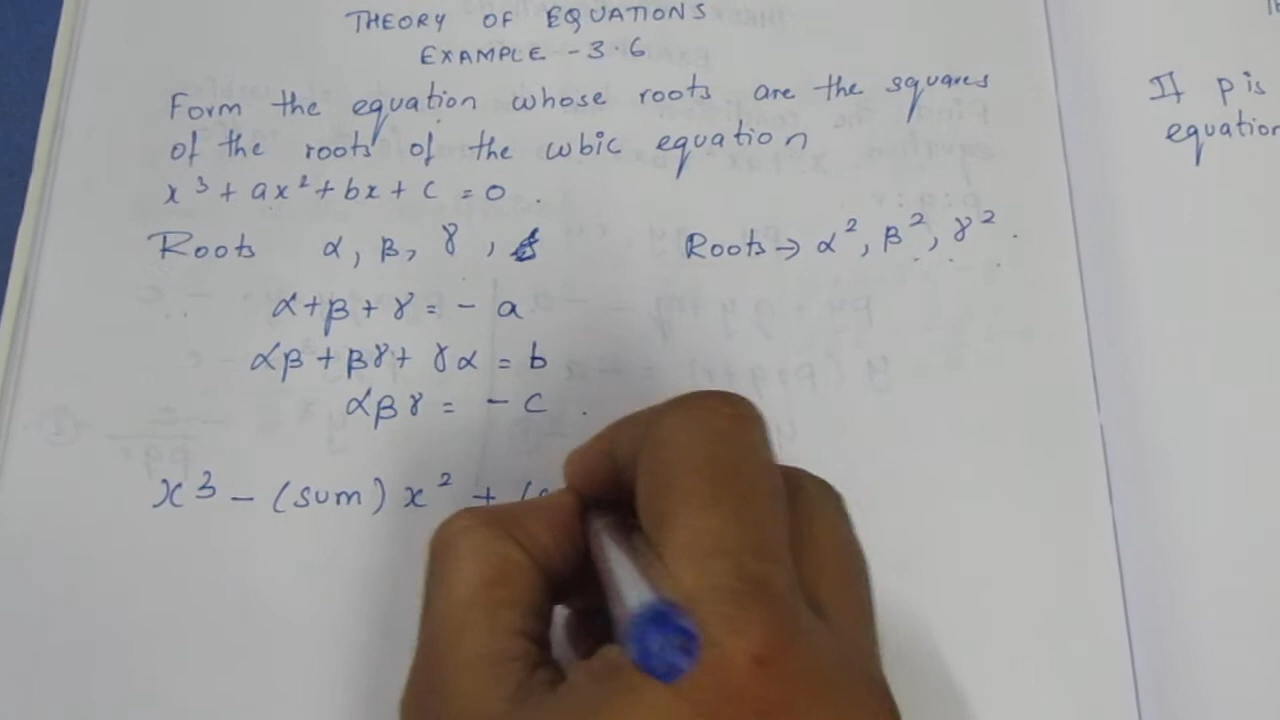 THEORY OF EQUATIONS
EXAMPLE - 3.6
Form the equation whose roots are the squares
of the roots of the cubic equation
x³ + ax² + bx + c = 0 .
Roots α, β, γ,
Roots → α², β², γ² .
α + β + γ = - a
αβ + βγ + γα = b
αβγ = - c .
x³ - (sum) x² + (
If p is
equation